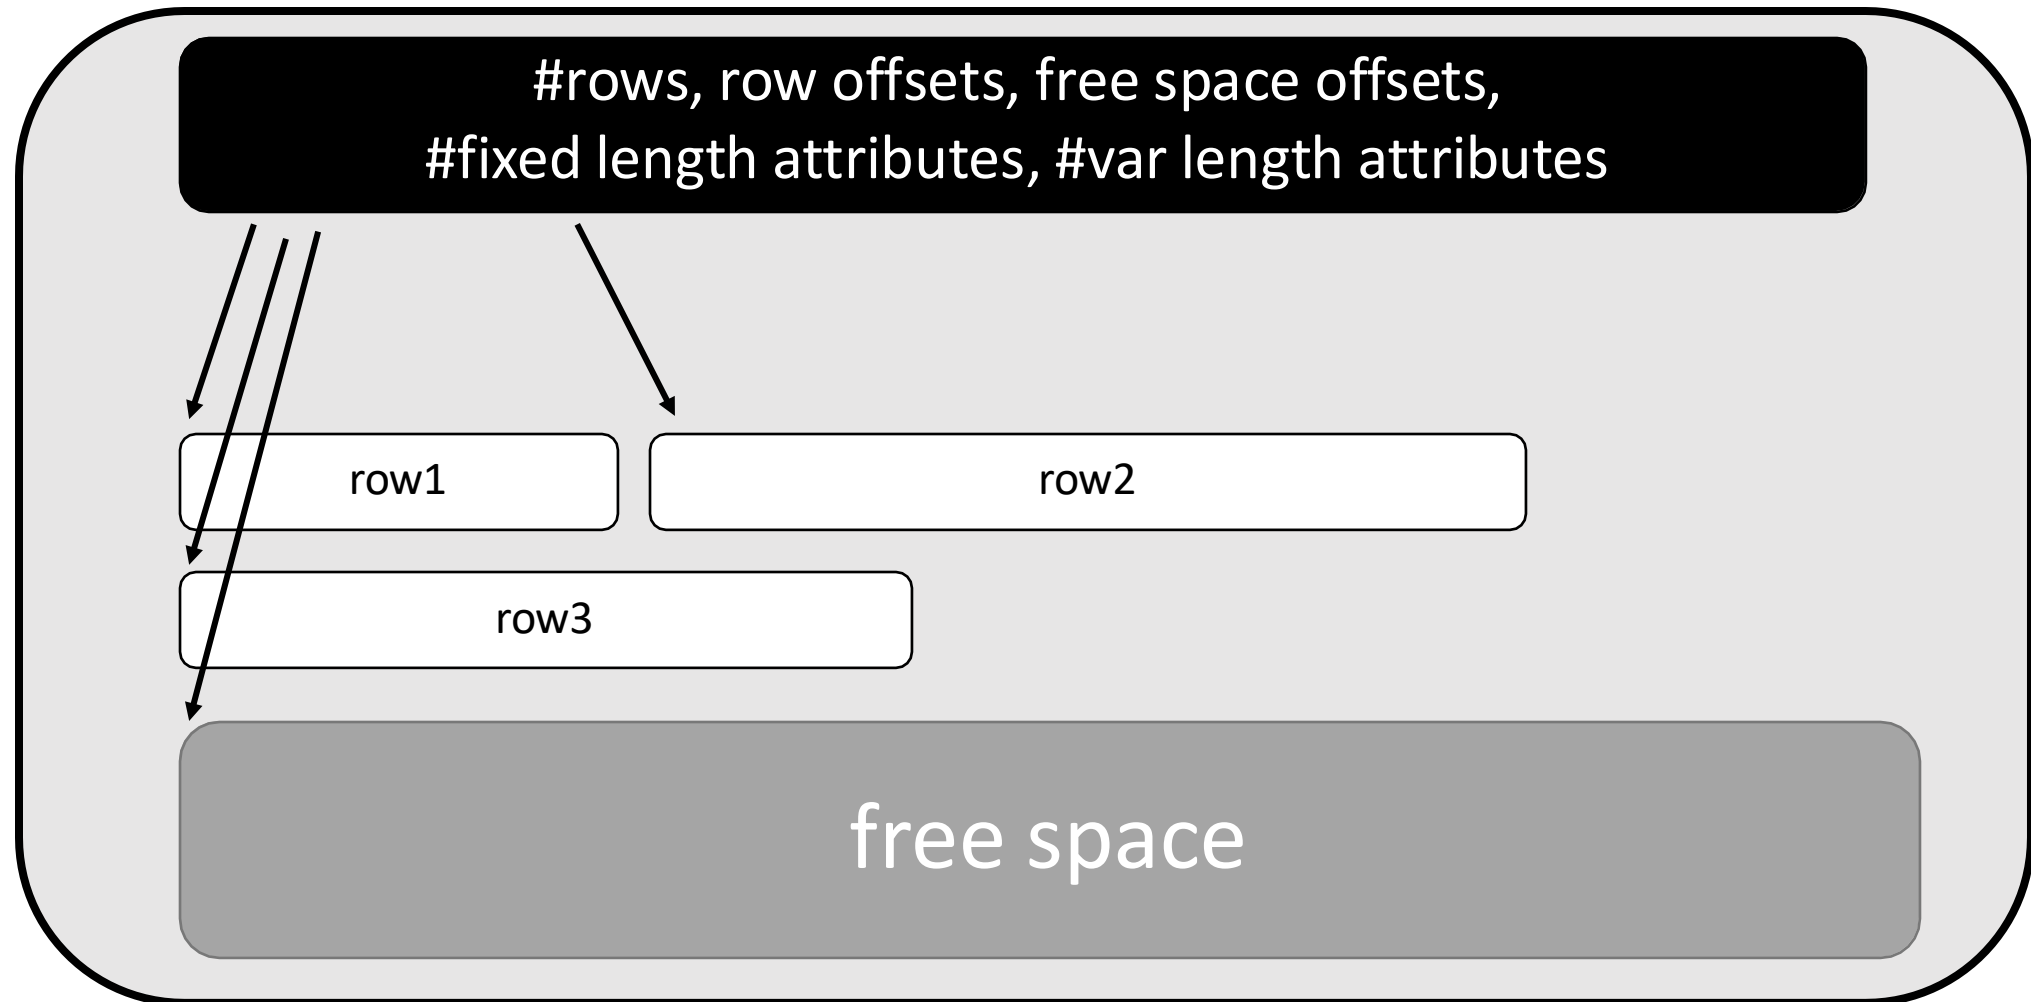 #rows, row offsets, free space offsets,
#fixed length attributes, #var length attributes
row1
row2
row3
free space